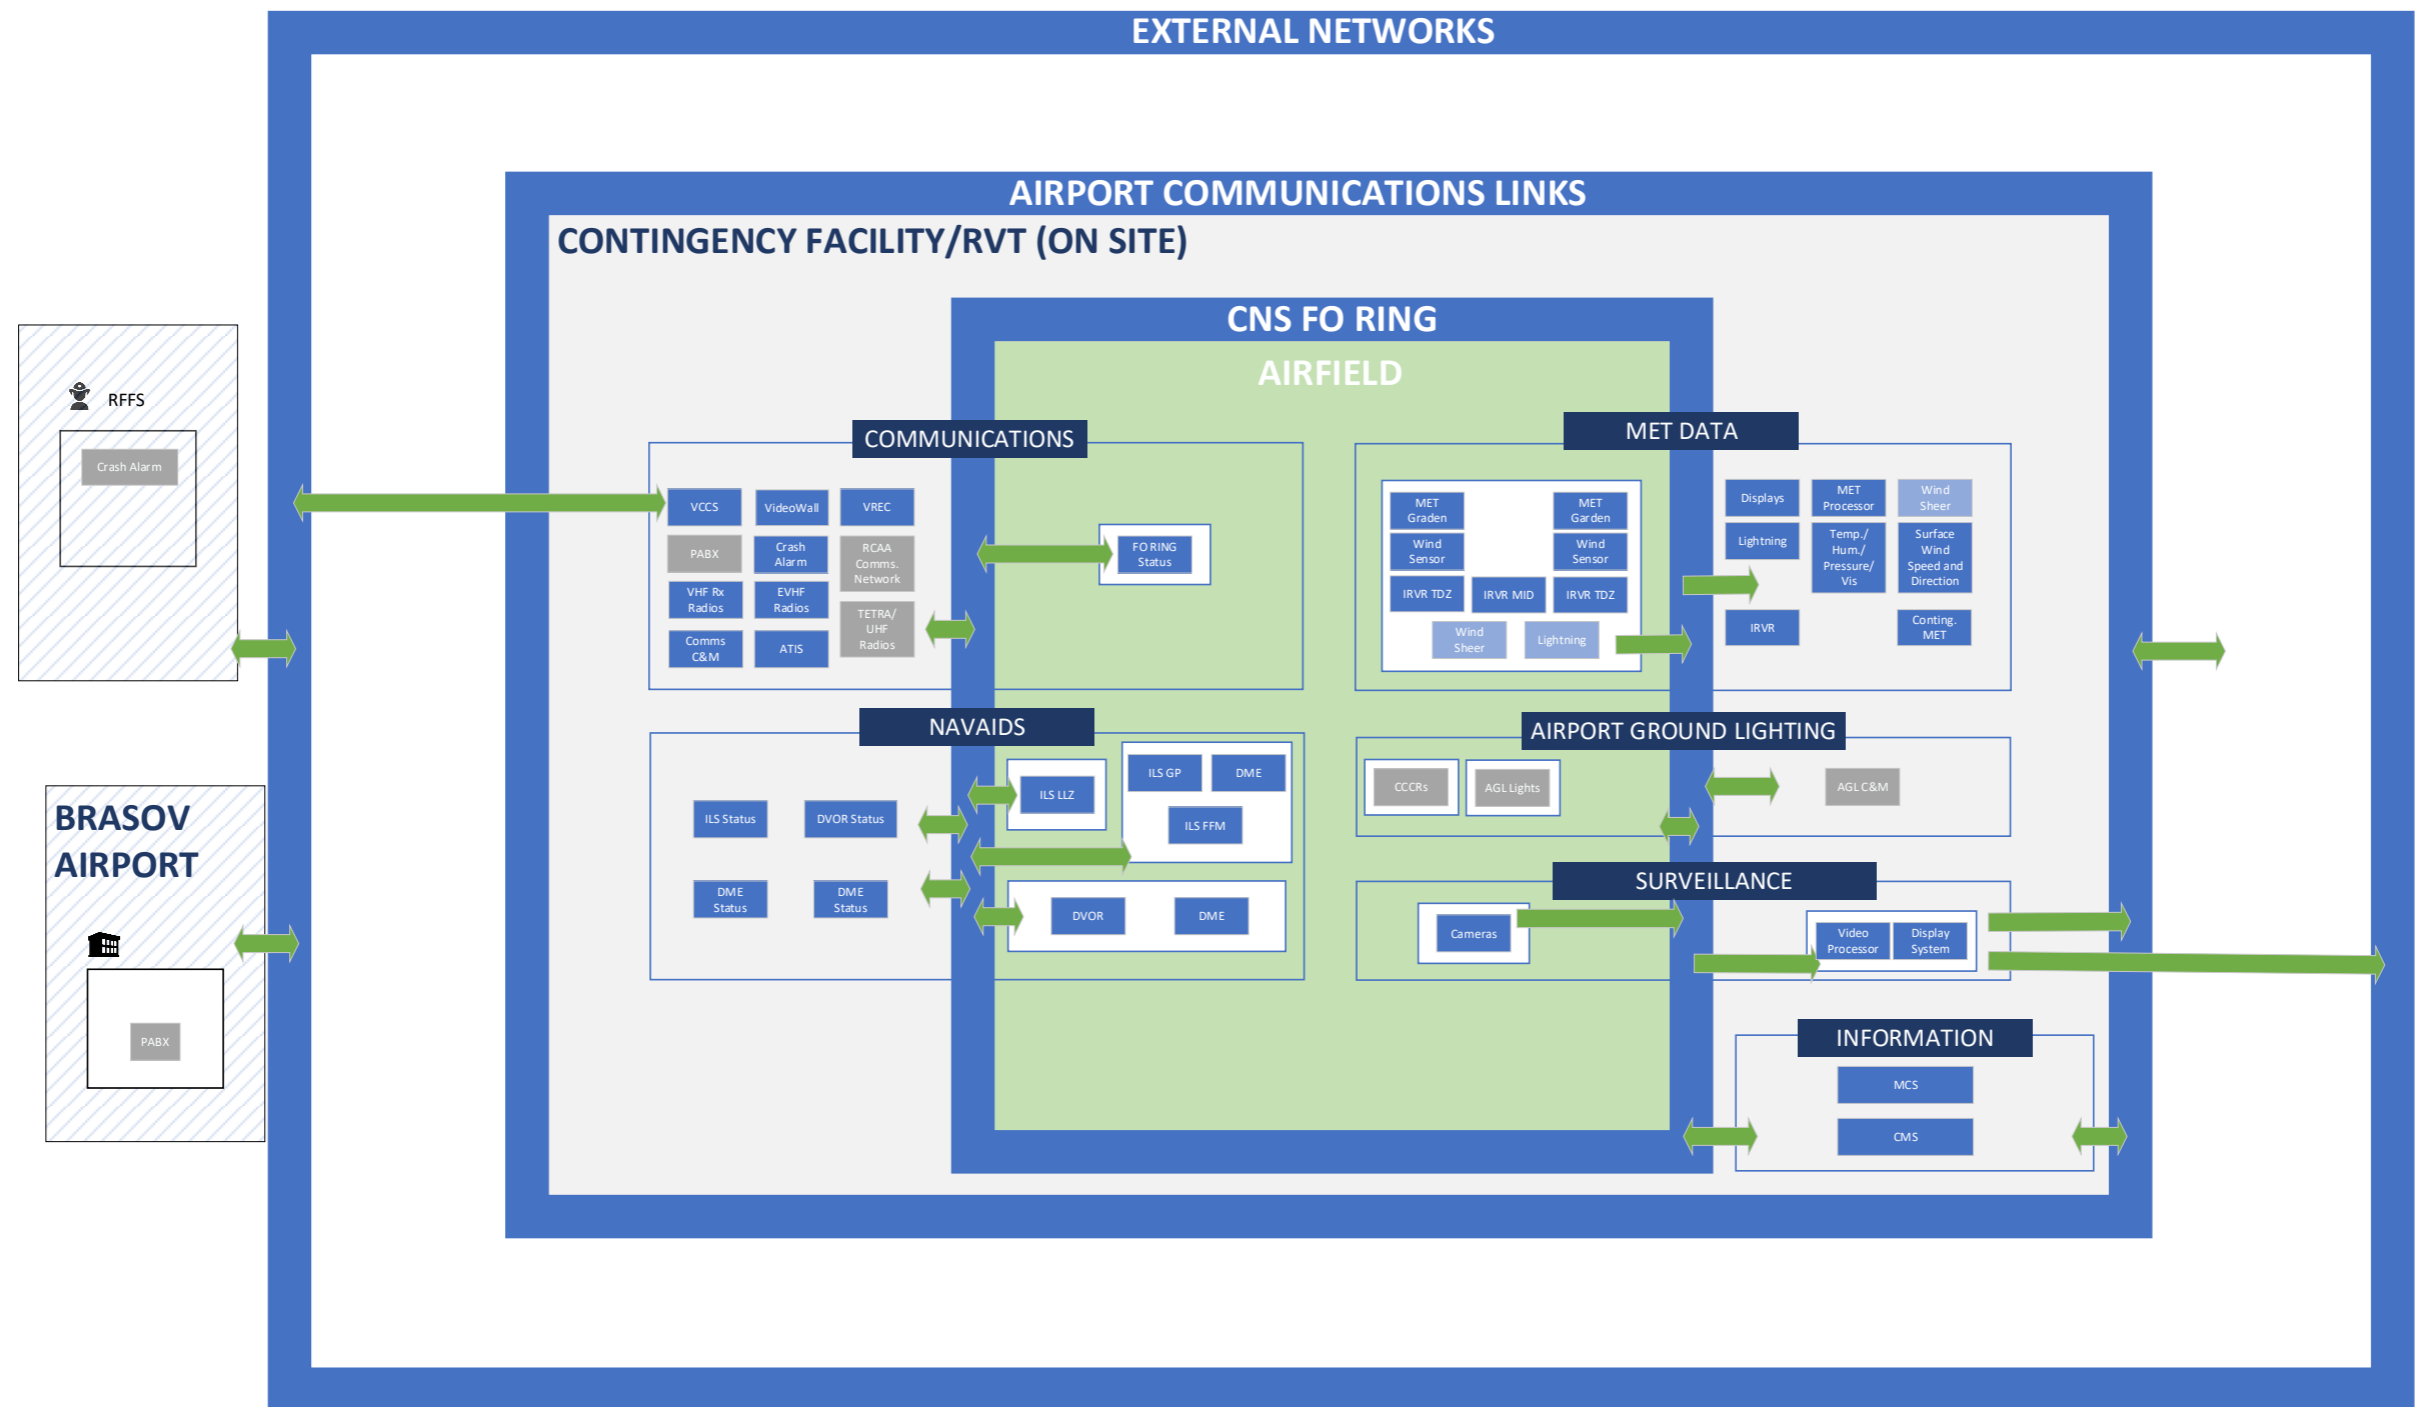 EXTERNAL NETWORKS
AIRPORT COMMUNICATIONS LINKS
CONTINGENCY FACILITY/RVT (ON SITE)
CNS FO RING
AIRFIELD
RFFS
Crash Alarm
BRASOV
AIRPORT
PABX
COMMUNICATIONS
VCCS
VideoWall
VREC
PABX
Crash
Alarm
RCAA
Comms.
Network
VHF Rx
Radios
EVHF
Radios
TETRA/
UHF
Radios
Comms
C&M
ATIS
FO RING
Status
MET DATA
MET
Graden
MET
Garden
Wind
Sensor
Wind
Sensor
IRVR TDZ
IRVR MID
IRVR TDZ
Wind
Sheer
Lightning
Displays
MET
Processor
Wind
Sheer
Lightning
Temp./
Hum./
Pressure/
Vis
Surface
Wind
Speed and
Direction
IRVR
Conting.
MET
NAVAIDS
ILS Status
DVOR Status
DME
Status
DME
Status
ILS LLZ
ILS GP
DME
ILS FFM
DVOR
DME
AIRPORT GROUND LIGHTING
CCCRs
AGL Lights
AGL C&M
SURVEILLANCE
Cameras
Video
Processor
Display
System
INFORMATION
MCS
CMS